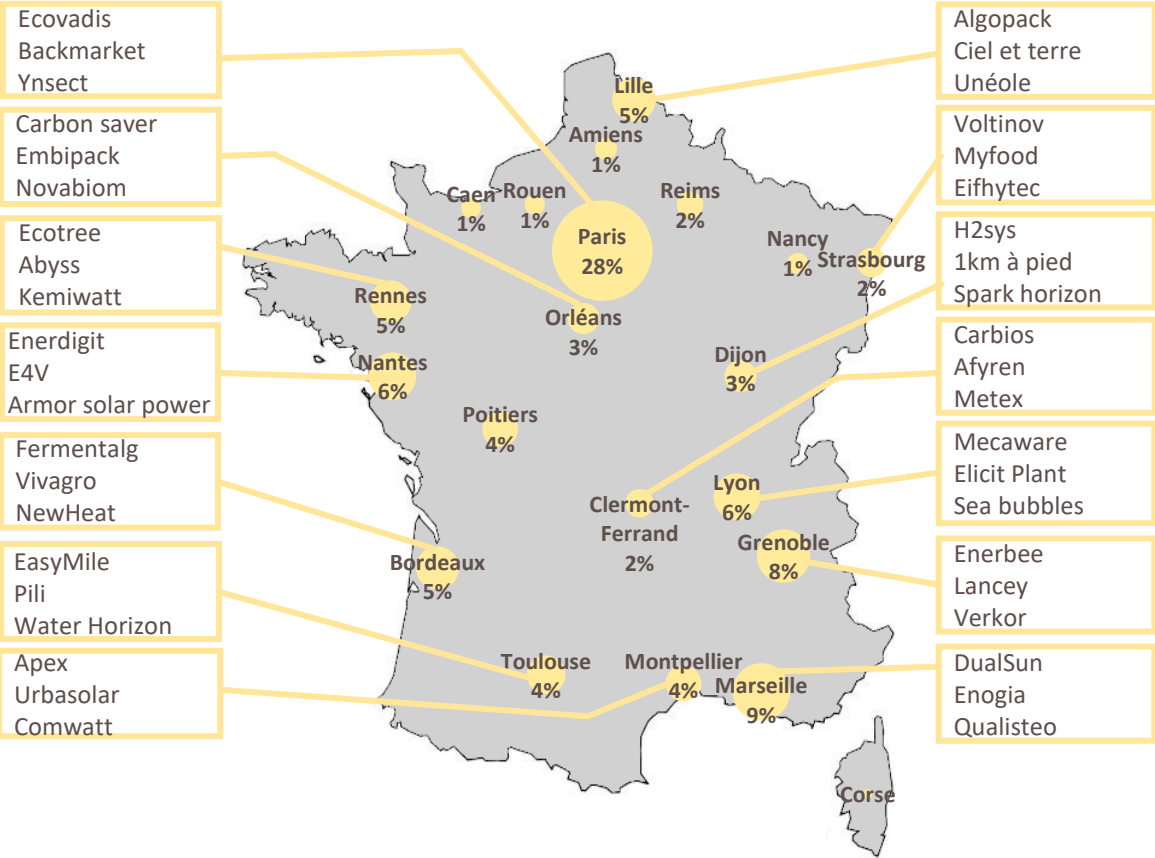 Ecovadis
Backmarket
Ynsect
Carbon saver
Embipack
Novabiom
Ecotree
Abyss
Kemiwatt
Enerdigit
E4V
Armor solar power
Fermentalg
Vivagro
NewHeat
EasyMile
Pili
Water Horizon
Apex
Urbasolar
Comwatt
Lille
5%
Amiens
1%
Caen
1%
Rouen
1%
Reims
2%
Paris
28%
Nancy
1%
Strasbourg
2%
Rennes
5%
Orléans
3%
Nantes
6%
Dijon
3%
Poitiers
4%
Clermont-
Ferrand
2%
Lyon
6%
Grenoble
8%
Bordeaux
5%
Toulouse
4%
Montpellier
4%
Marseille
9%
Corse
Algopack
Ciel et terre
Unéole
Voltinov
Myfood
Eifhytec
H2sys
1km à pied
Spark horizon
Carbios
Afyren
Metex
Mecaware
Elicit Plant
Sea bubbles
Enerbee
Lancey
Verkor
DualSun
Enogia
Qualisteo